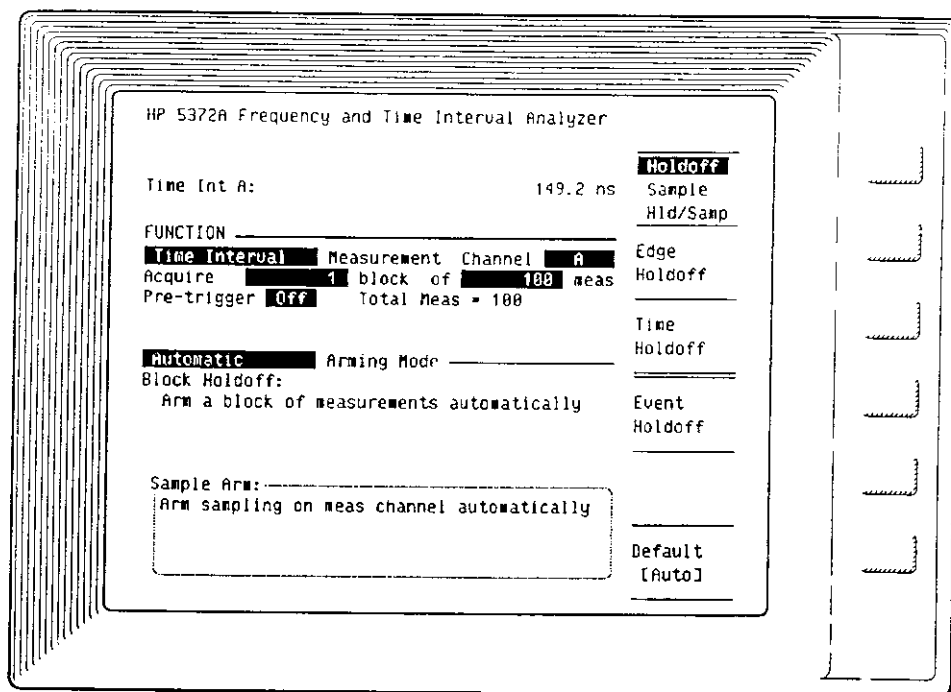 HP 5372A Frequency and Time Interval Analyzer
Time Int A: 149.2 ns
FUNCTION
Time Interval Measurement Channel A
Acquire 1 block of 100 meas
Pre-trigger Off Total Meas = 100
Automatic Arming Mode
Block Holdoff:
Arm a block of measurements automatically
Sample Arm:
Arm sampling on meas channel automatically
Holdoff
Sample
Hld/Samp
Edge
Holdoff
Time
Holdoff
Event
Holdoff
Default
[Auto]